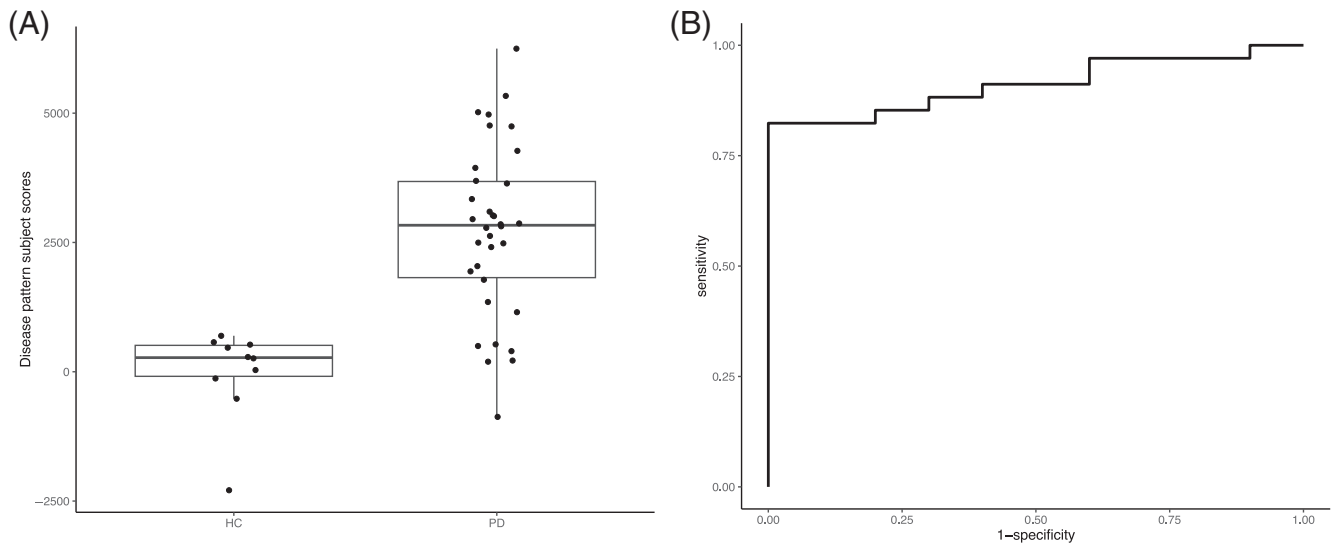 (A)
Disease pattern subject scores
5000
2500
0
−2500
HC
PD
(B)
sensitivity
1.00
0.75
0.50
0.25
0.00
0.00
0.25
0.50
0.75
1.00
1−specificity